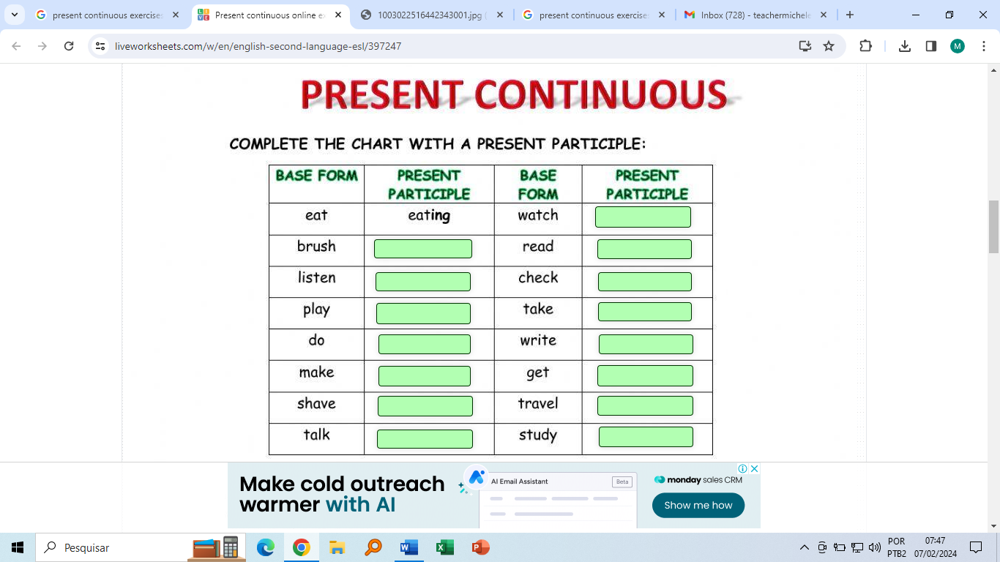 present continuous exercises
Present continuous online ex
1003022516442343001.jpg (
present continuous exercises
Inbox (728) - teachermichele
liveworksheets.com/w/en/english-second-language-esl/397247
M
PRESENT CONTINUOUS
COMPLETE THE CHART WITH A PRESENT PARTICIPLE:
BASE FORM PRESENT PARTICIPLE BASE FORM PRESENT PARTICIPLE
eat eating watch
brush read
listen check
play take
do write
make get
shave travel
talk study
Make cold outreach
warmer with AI
AI Email Assistant Beta
monday sales CRM
Show me how
Pesquisar
POR
PTB2
07:47
07/02/2024